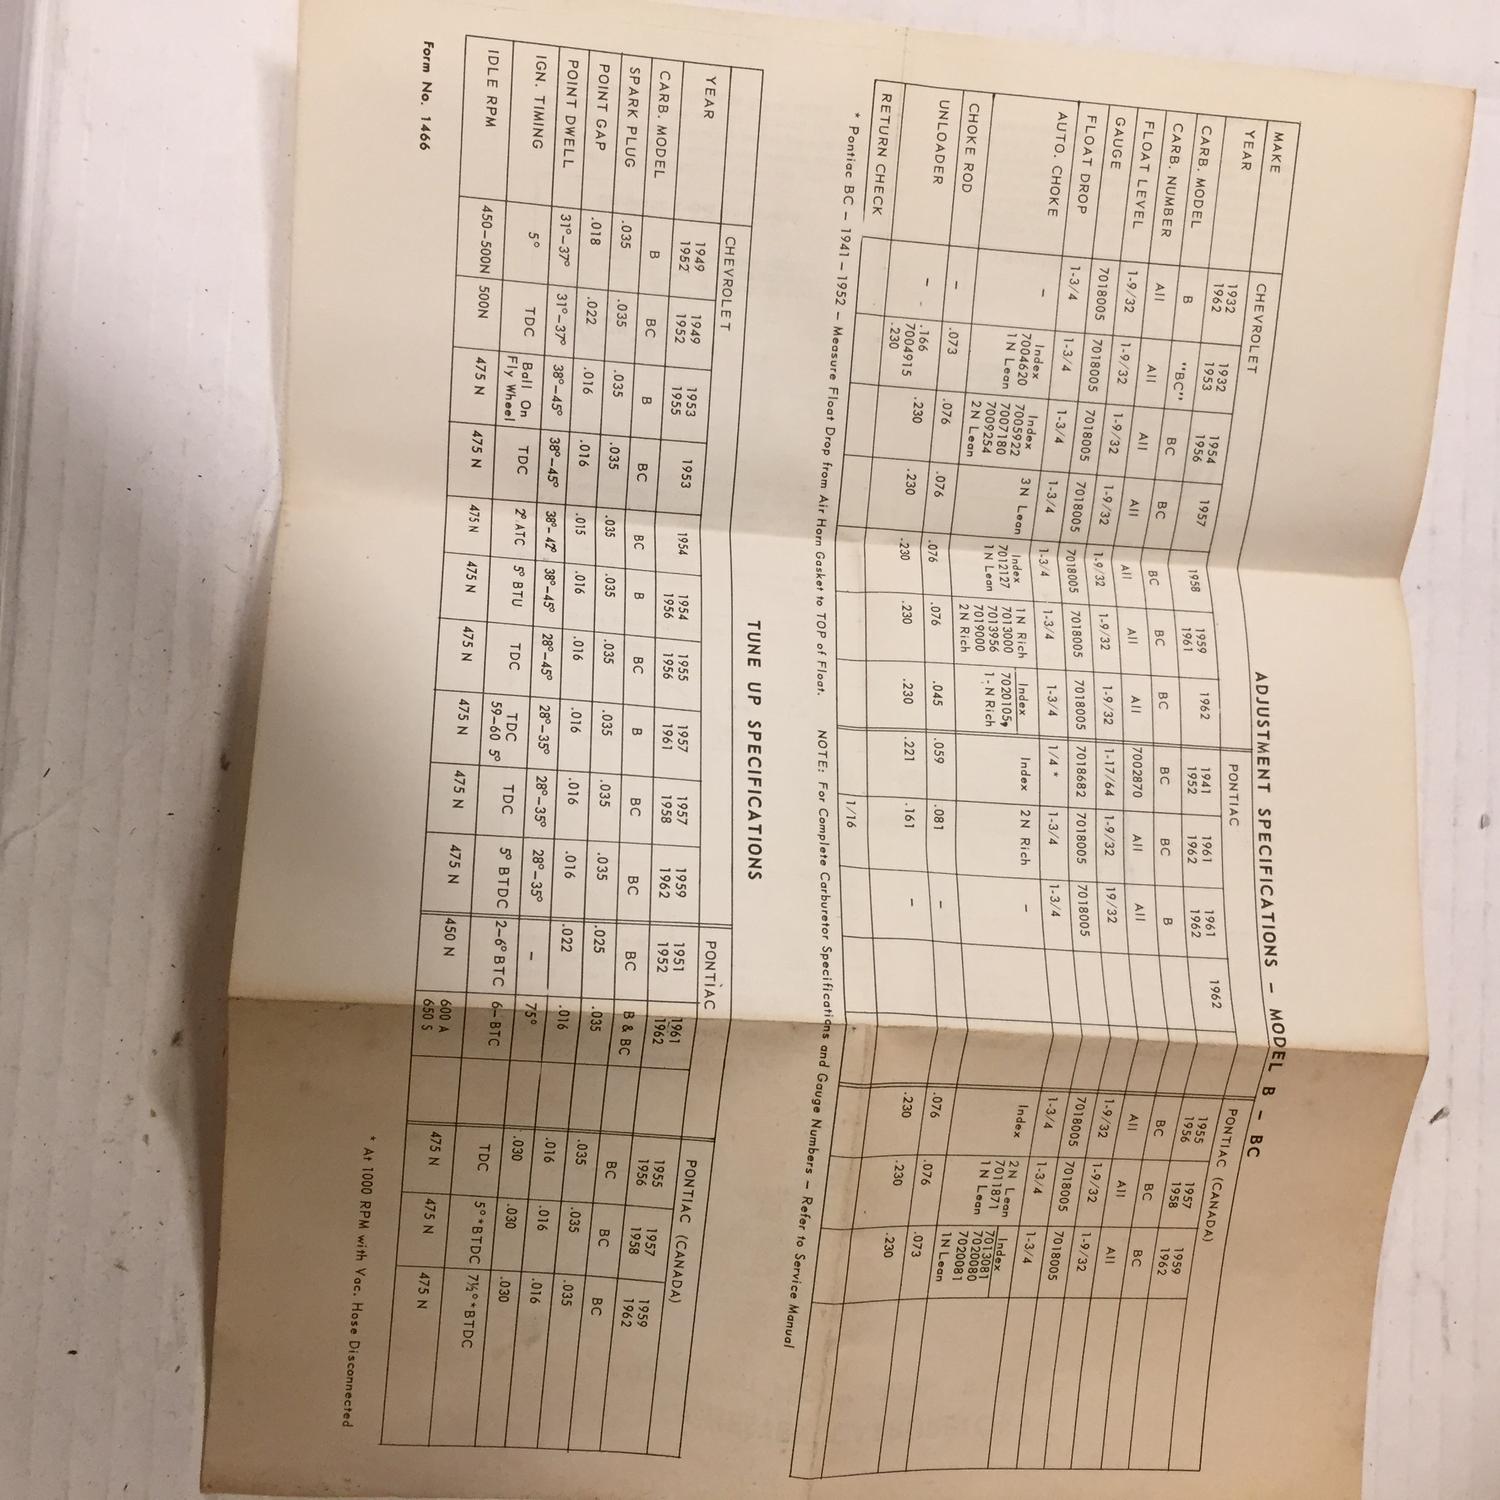 ADJUSTMENT SPECIFICATIONS – MODEL B – BC
MAKE CHEVROLET PONTIAC PONTIAC (CANADA)
YEAR 1932 1962 1932 1953 1954 1956 1957 1958 1959 1961 1962 1941 1952 1961 1962 1961 1962 1962 1955 1956 1957 1958 1959 1962
CARB. MODEL B "BC" BC BC BC BC BC BC BC B BC BC BC
CARB. NUMBER All All All All All All All 7002870 All All All All All
FLOAT LEVEL 1-9/32 1-9/32 1-9/32 1-9/32 1-9/32 1-9/32 1-9/32 1-17/64 1-9/32 19/32 1-9/32 1-9/32 1-9/32
GAUGE 7018005 7018005 7018005 7018005 7018005 7018005 7018005 7018682 7018005 7018005 7018005 7018005 7018005
FLOAT DROP 1-3/4 1-3/4 1-3/4 1-3/4 1-3/4 1-3/4 1-3/4 1/4 * 1-3/4 1-3/4 1-3/4 1-3/4 1-3/4
AUTO. CHOKE – Index 7004620 1N Lean Index 7005922 7007180 7009254 2N Lean 3N Lean Index 7012127 1N Lean 1N Rich 7013000 7013956 7019000 2N Rich Index 7020105, 1-N Rich Index 2N Rich – Index 2N Lean 7011871 1N Lean Index 7013081 7020080 7020081 1N Lean
CHOKE ROD – .073 .076 .076 .076 .076 .045 .059 .081 – .076 .076 .073
UNLOADER – .166 7004915 .230 .230 .230 .230 .230 .230 .221 .161 – .230 .230 .230
RETURN CHECK 1/16
* Pontiac BC – 1941–1952 – Measure Float Drop from Air Horn Gasket to TOP of Float. NOTE: For Complete Carburetor Specifications and Gauge Numbers – Refer to Service Manual
TUNE UP SPECIFICATIONS
CHEVROLET PONTIAC PONTIAC (CANADA)
YEAR 1949 1952 1949 1952 1953 1955 1953 1954 1954 1956 1955 1956 1957 1961 1957 1958 1959 1962 1951 1952 1961 1962 1955 1956 1957 1958 1959 1962
CARB. MODEL B BC B BC BC B BC B BC BC BC B & BC BC BC BC
SPARK PLUG .035 .035 .035 .035 .035 .035 .035 .035 .035 .035 .025 .035 .035 .035 .035
POINT GAP .018 .022 .016 .016 .015 .016 .016 .016 .016 .016 .022 .016 .016 .016 .016
POINT DWELL 31°–37° 31°–37° 38°–45° 38°–45° 38°–42° 38°–45° 28°–45° 28°–35° 28°–35° 28°–35° – 75° .030 .030 .030
IGN. TIMING 5° TDC Ball On Fly Wheel TDC 2° ATC 5° BTU TDC TDC 59–60 5° TDC 5° BTDC 2–6° BTC 6– BTC TDC 5°*BTDC 7½°*BTDC
IDLE RPM 450–500N 500N 475 N 475 N 475 N 475 N 475 N 475 N 475 N 475 N 450 N 600 A 650 S 475 N 475 N 475 N
* At 1000 RPM with Vac. Hose Disconnected
Form No. 1466